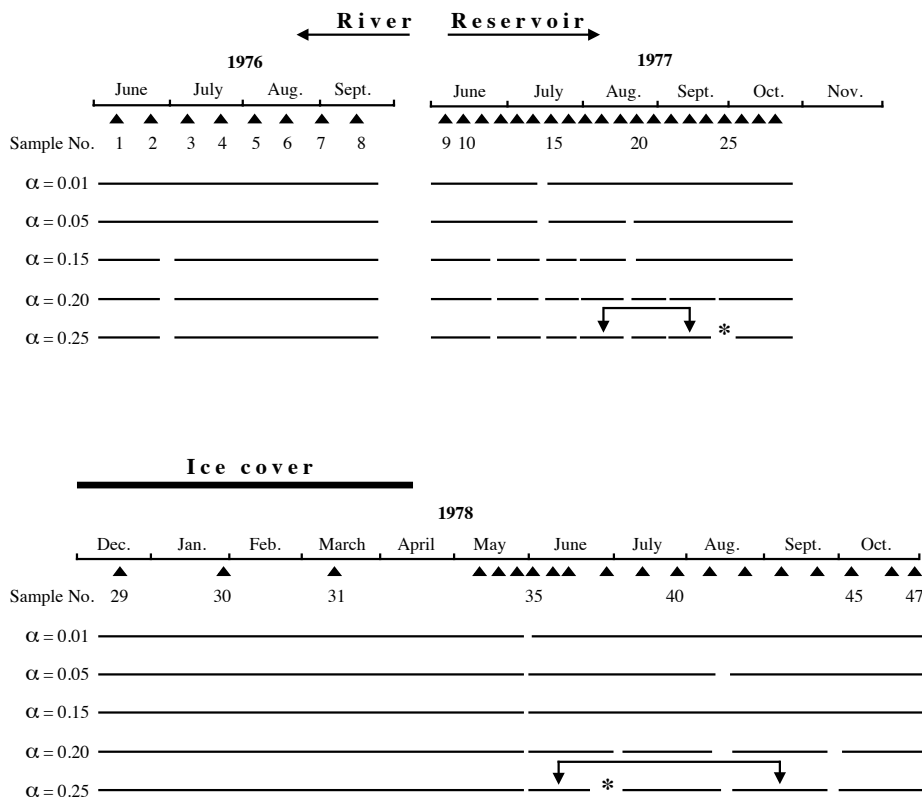 River Reservoir
1976 1977
June July Aug. Sept. June July Aug. Sept. Oct. Nov.
Sample No. 1 2 3 4 5 6 7 8 9 10 15 20 25
α = 0.01
α = 0.05
α = 0.15
α = 0.20
α = 0.25 *
Ice cover
1978
Dec. Jan. Feb. March April May June July Aug. Sept. Oct.
Sample No. 29 30 31 35 40 45 47
α = 0.01
α = 0.05
α = 0.15
α = 0.20
α = 0.25 *